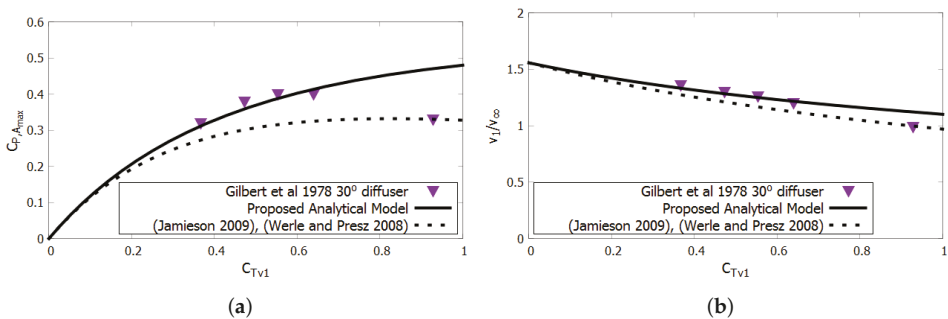 0.6
0.5
0.4
0.3
0.2
0.1
0
C_P,A_max
Gilbert et al 1978 30⁰ diffuser
Proposed Analytical Model
(Jamieson 2009), (Werle and Presz 2008)
0 0.2 0.4 0.6 0.8 1
C_Tv1
(a)
2
1.5
1
0.5
0
v₁/v∞
Gilbert et al 1978 30⁰ diffuser
Proposed Analytical Model
(Jamieson 2009), (Werle and Presz 2008)
0 0.2 0.4 0.6 0.8 1
C_Tv1
(b)